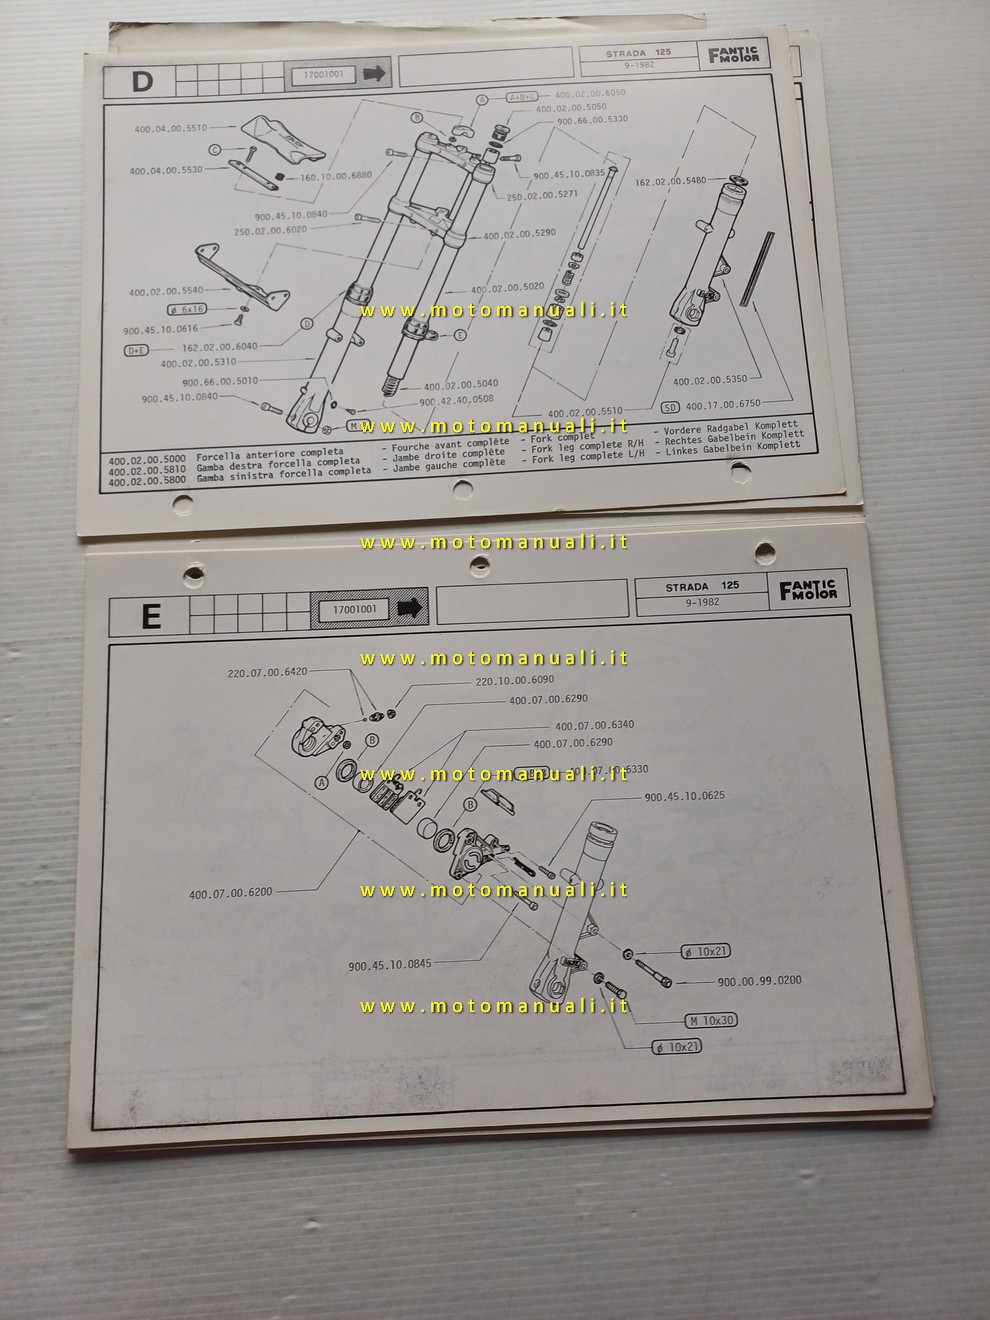 D
17001001
STRADA 125
9-1982
FANTIC MOTOR
400.04.00.5510
C
400.04.00.5530
160.10.00.6880
B
A
A+B+C
400.02.00.6050
400.02.00.5050
900.66.00.5330
900.45.10.0835
250.02.00.5271
162.02.00.5480
900.45.10.0840
250.02.00.6020
400.02.00.5290
400.02.00.5540
ø 6x16
900.45.10.0616
400.02.00.5020
www.motomanuali.it
D
E
D+E
162.02.00.6040
400.02.00.5310
900.66.00.5010
900.45.10.0840
400.02.00.5040
900.42.40.0508
M
400.02.00.5350
400.02.00.5510
SD
400.17.00.6750
www.motomanuali.it
400.02.00.5000 Forcella anteriore completa - Fourche avant complète - Fork complet - Vordere Radgabel Komplett
400.02.00.5810 Gamba destra forcella completa - Jambe droite complète - Fork leg complete R/H - Rechtes Gabelbein Komplett
400.02.00.5800 Gamba sinistra forcella completa - Jambe gauche complète - Fork leg complete L/H - Linkes Gabelbein Komplett
www.motomanuali.it
E
17001001
STRADA 125
9-1982
FANTIC MOTOR
www.motomanuali.it
220.07.00.6420
220.10.00.6090
400.07.00.6290
400.07.00.6340
400.07.00.6290
B
A
www.motomanuali.it
B
900.45.10.0625
400.07.00.6200
www.motomanuali.it
900.45.10.0845
ø 10x21
900.00.99.0200
www.motomanuali.it
M 10x30
ø 10x21